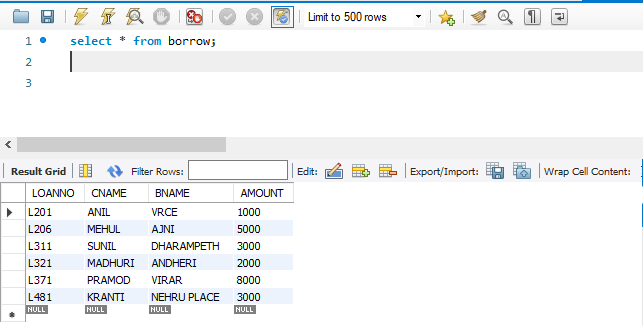 Limit to 500 rows
1 select * from borrow;
2
3
Result Grid Filter Rows: Edit: Export/Import: Wrap Cell Content:
LOANNO CNAME BNAME AMOUNT
L201 ANIL VRCE 1000
L206 MEHUL AJNI 5000
L311 SUNIL DHARAMPETH 3000
L321 MADHURI ANDHERI 2000
L371 PRAMOD VIRAR 8000
L481 KRANTI NEHRU PLACE 3000
NULL NULL NULL NULL